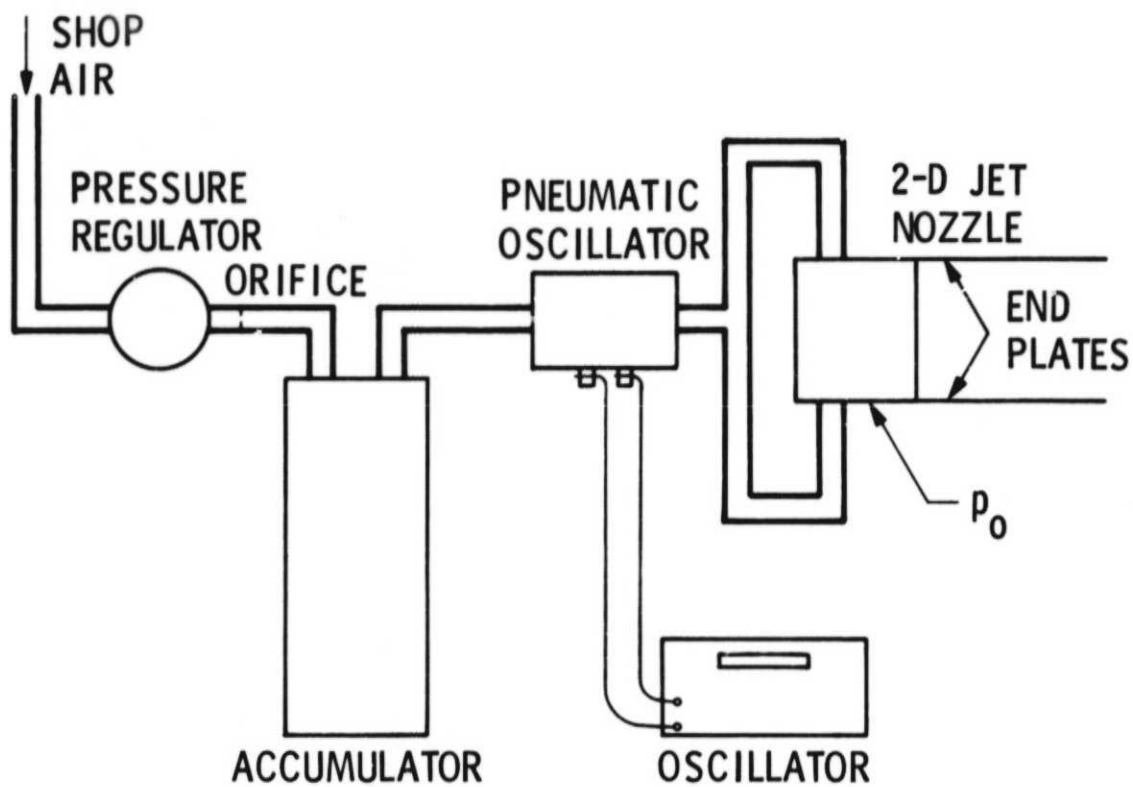 SHOP
AIR
PRESSURE
REGULATOR
ORIFICE
PNEUMATIC
OSCILLATOR
2-D JET
NOZZLE
END
PLATES
p₀
ACCUMULATOR
OSCILLATOR